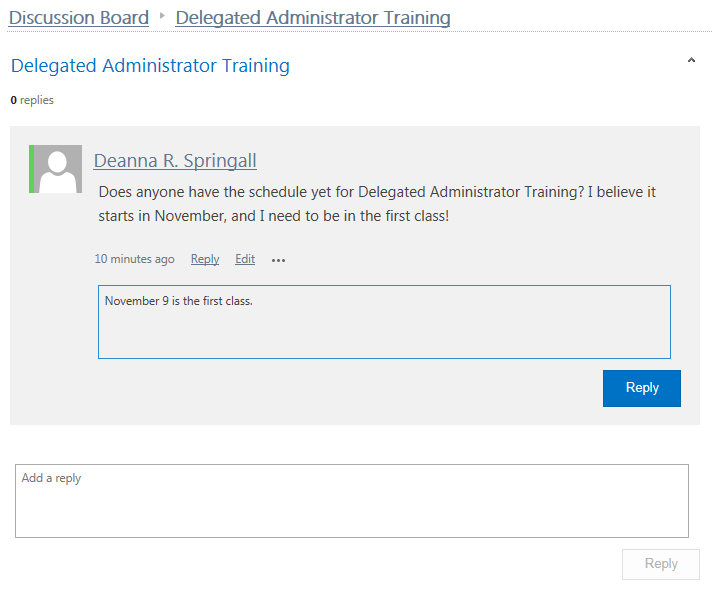 Discussion Board ▸ Delegated Administrator Training
Delegated Administrator Training
0 replies
Deanna R. Springall
Does anyone have the schedule yet for Delegated Administrator Training? I believe it
starts in November, and I need to be in the first class!
10 minutes ago Reply Edit •••
November 9 is the first class.
Reply
Add a reply
Reply